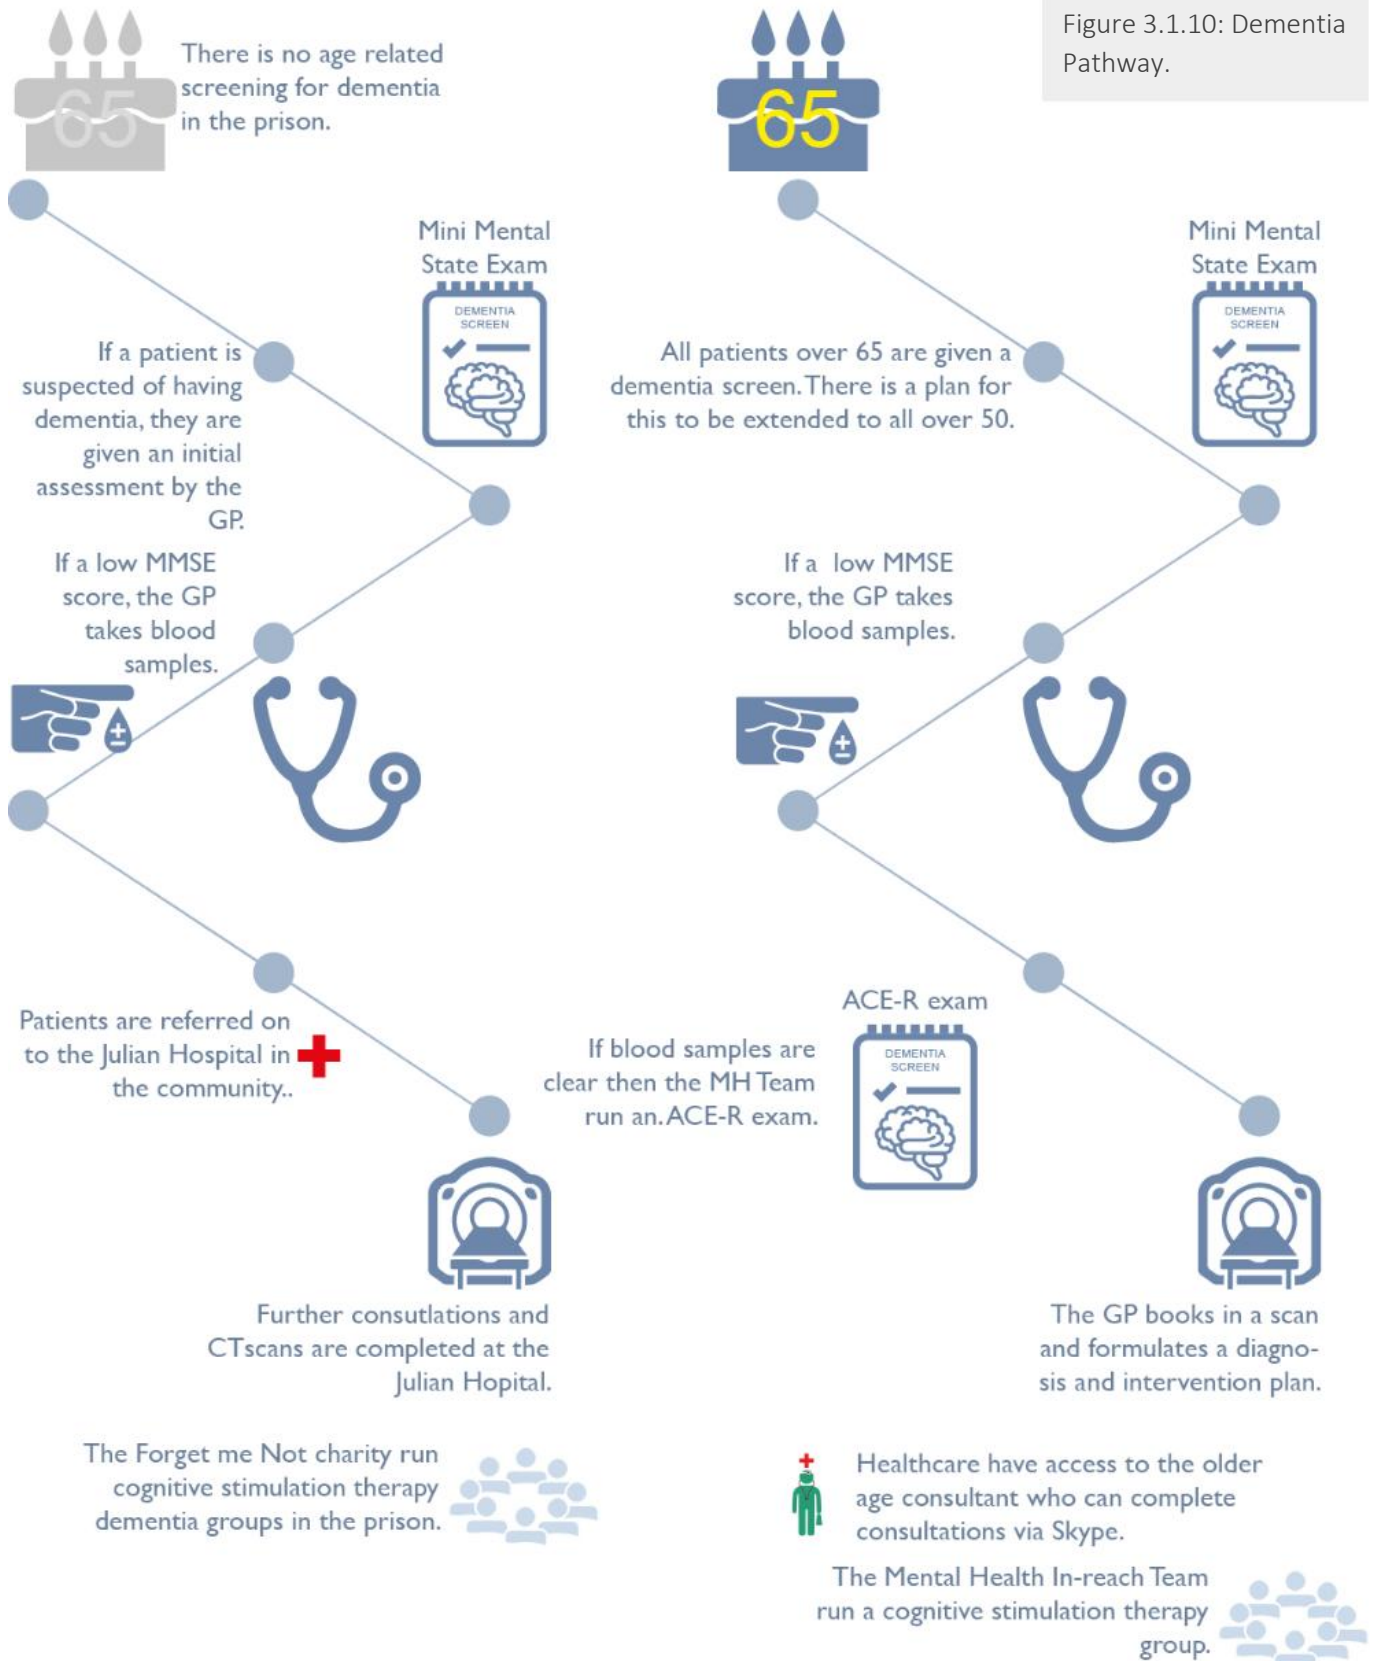 Figure 3.1.10: Dementia
Pathway.
There is no age related
screening for dementia
in the prison.
65
Mini Mental
State Exam
DEMENTIA
SCREEN
If a patient is
suspected of having
dementia, they are
given an initial
assessment by the
GP.
If a low MMSE
score, the GP
takes blood
samples.
Patients are referred on
to the Julian Hospital in
the community..
Further consutlations and
CTscans are completed at the
Julian Hopital.
The Forget me Not charity run
cognitive stimulation therapy
dementia groups in the prison.
65
Mini Mental
State Exam
DEMENTIA
SCREEN
All patients over 65 are given a
dementia screen. There is a plan for
this to be extended to all over 50.
If a low MMSE
score, the GP takes
blood samples.
ACE-R exam
DEMENTIA
SCREEN
If blood samples are
clear then the MH Team
run an. ACE-R exam.
The GP books in a scan
and formulates a diagno-
sis and intervention plan.
Healthcare have access to the older
age consultant who can complete
consultations via Skype.
The Mental Health In-reach Team
run a cognitive stimulation therapy
group.